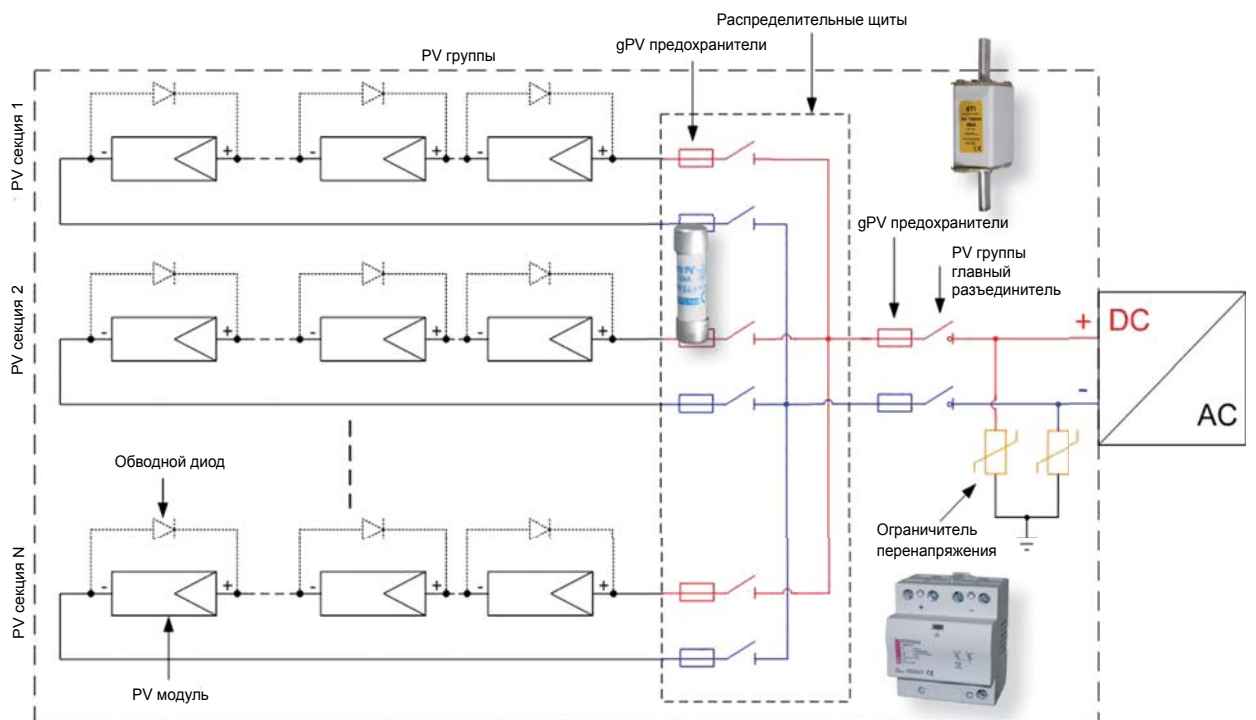 Распределительные щиты
gPV предохранители
PV группы
PV секция 1
ETI
gPV предохранители
PV группы
главный
разъединитель
PV секция 2
+ DC
-
AC
Обводной диод
Ограничитель
перенапряжения
PV секция N
PV модуль
- + - + - +
- + - + - +
- + - + - +